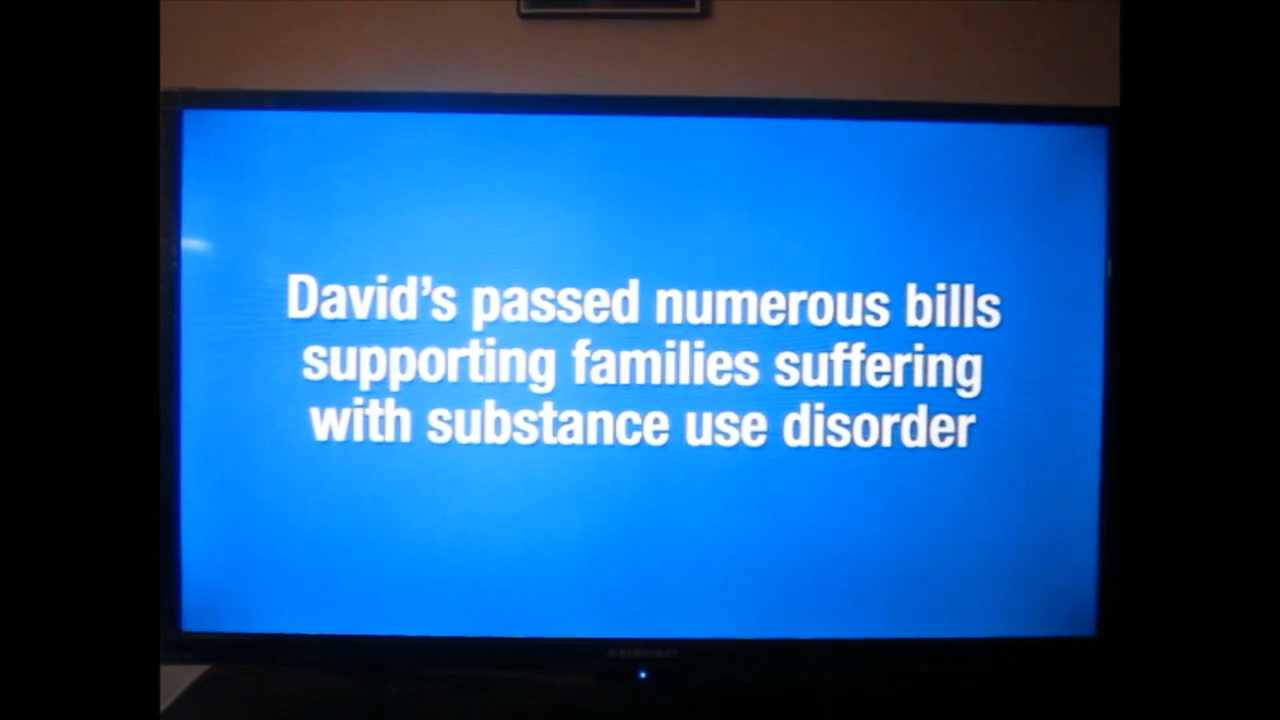 David's passed numerous bills
supporting families suffering
with substance use disorder